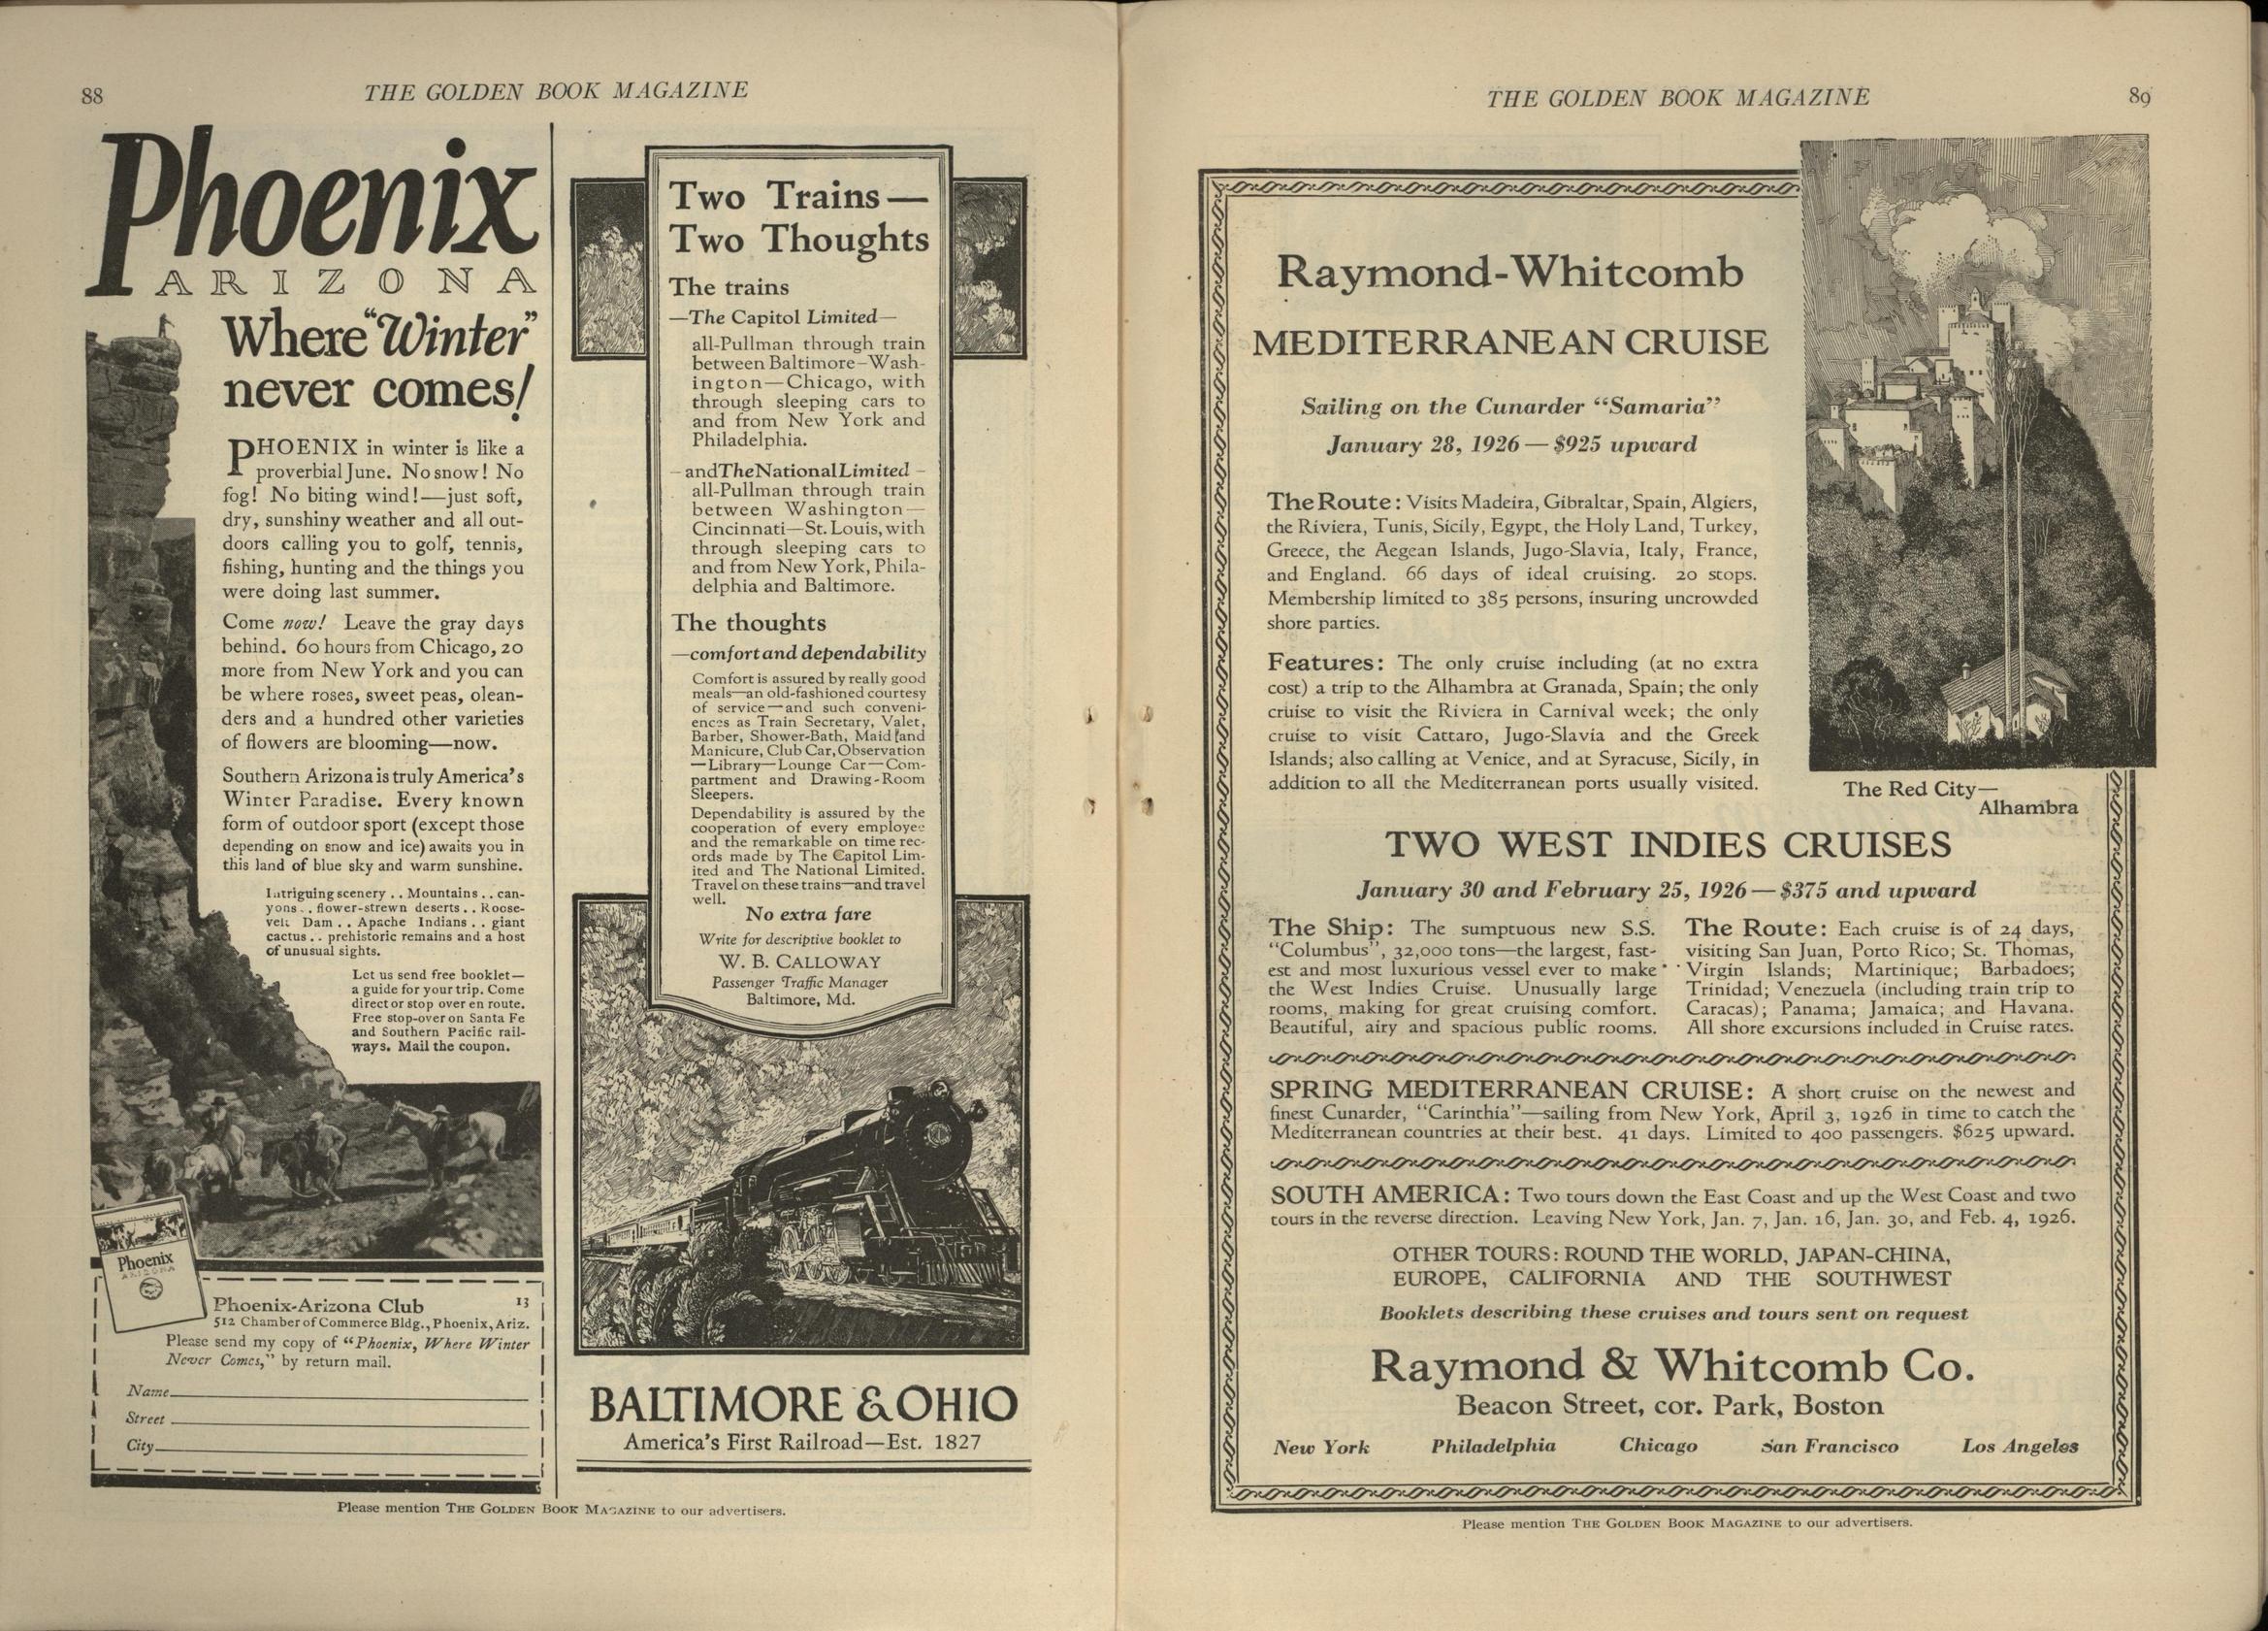 88
THE GOLDEN BOOK MAGAZINE
Phoenix
ARIZONA
Where "Winter"
never comes!
PHOENIX in winter is like a
proverbial June. No snow! No
fog! No biting wind!—just soft,
dry, sunshiny weather and all out-
doors calling you to golf, tennis,
fishing, hunting and the things you
were doing last summer.
Come now! Leave the gray days
behind. 60 hours from Chicago, 20
more from New York and you can
be where roses, sweet peas, olean-
ders and a hundred other varieties
of flowers are blooming—now.
Southern Arizona is truly America's
Winter Paradise. Every known
form of outdoor sport (except those
depending on snow and ice) awaits you in
this land of blue sky and warm sunshine.
Intriguing scenery . . Mountains . . can-
yons . . flower-strewn deserts . . Roose-
velt Dam . . Apache Indians . . giant
cactus . . prehistoric remains and a host
of unusual sights.
Let us send free booklet—
a guide for your trip. Come
direct or stop over en route.
Free stop-over on Santa Fe
and Southern Pacific rail-
ways. Mail the coupon.
Phoenix
ARIZONA
Phoenix-Arizona Club 13
512 Chamber of Commerce Bldg., Phoenix, Ariz.
Please send my copy of "Phoenix, Where Winter
Never Comes," by return mail.
Name
Street
City
Two Trains—
Two Thoughts
The trains
—The Capitol Limited—
all-Pullman through train
between Baltimore—Wash-
ington—Chicago, with
through sleeping cars to
and from New York and
Philadelphia.
—and The National Limited—
all-Pullman through train
between Washington—
Cincinnati—St. Louis, with
through sleeping cars to
and from New York, Phila-
delphia and Baltimore.
The thoughts
—comfort and dependability
Comfort is assured by really good
meals—an old-fashioned courtesy
of service—and such conveni-
ences as Train Secretary, Valet,
Barber, Shower-Bath, Maid and
Manicure, Club Car, Observation
—Library—Lounge Car—Com-
partment and Drawing-Room
Sleepers.
Dependability is assured by the
cooperation of every employee
and the remarkable on time rec-
ords made by The Capitol Lim-
ited and The National Limited.
Travel on these trains—and travel
well.
No extra fare
Write for descriptive booklet to
W. B. CALLOWAY
Passenger Traffic Manager
Baltimore, Md.
BALTIMORE & OHIO
America's First Railroad—Est. 1827
Please mention THE GOLDEN BOOK MAGAZINE to our advertisers.
THE GOLDEN BOOK MAGAZINE
89
Raymond-Whitcomb
MEDITERRANEAN CRUISE
Sailing on the Cunarder "Samaria"
January 28, 1926—$925 upward
The Route: Visits Madeira, Gibraltar, Spain, Algiers,
the Riviera, Tunis, Sicily, Egypt, the Holy Land, Turkey,
Greece, the Aegean Islands, Jugo-Slavia, Italy, France,
and England. 66 days of ideal cruising. 20 stops.
Membership limited to 385 persons, insuring uncrowded
shore parties.
Features: The only cruise including (at no extra
cost) a trip to the Alhambra at Granada, Spain; the only
cruise to visit the Riviera in Carnival week; the only
cruise to visit Cattaro, Jugo-Slavia and the Greek
Islands; also calling at Venice, and at Syracuse, Sicily, in
addition to all the Mediterranean ports usually visited.
The Red City—
Alhambra
TWO WEST INDIES CRUISES
January 30 and February 25, 1926—$375 and upward
The Ship: The sumptuous new S.S.
"Columbus", 32,000 tons—the largest, fast-
est and most luxurious vessel ever to make
the West Indies Cruise. Unusually large
rooms, making for great cruising comfort.
Beautiful, airy and spacious public rooms.
The Route: Each cruise is of 24 days,
visiting San Juan, Porto Rico; St. Thomas,
Virgin Islands; Martinique; Barbadoes;
Trinidad; Venezuela (including train trip to
Caracas); Panama; Jamaica; and Havana.
All shore excursions included in Cruise rates.
SPRING MEDITERRANEAN CRUISE: A short cruise on the newest and
finest Cunarder, "Carinthia"—sailing from New York, April 3, 1926 in time to catch the
Mediterranean countries at their best. 41 days. Limited to 400 passengers. $625 upward.
SOUTH AMERICA: Two tours down the East Coast and up the West Coast and two
tours in the reverse direction. Leaving New York, Jan. 7, Jan. 16, Jan. 30, and Feb. 4, 1926.
OTHER TOURS: ROUND THE WORLD, JAPAN-CHINA,
EUROPE, CALIFORNIA AND THE SOUTHWEST
Booklets describing these cruises and tours sent on request
Raymond & Whitcomb Co.
Beacon Street, cor. Park, Boston
New York Philadelphia Chicago San Francisco Los Angeles
Please mention THE GOLDEN BOOK MAGAZINE to our advertisers.